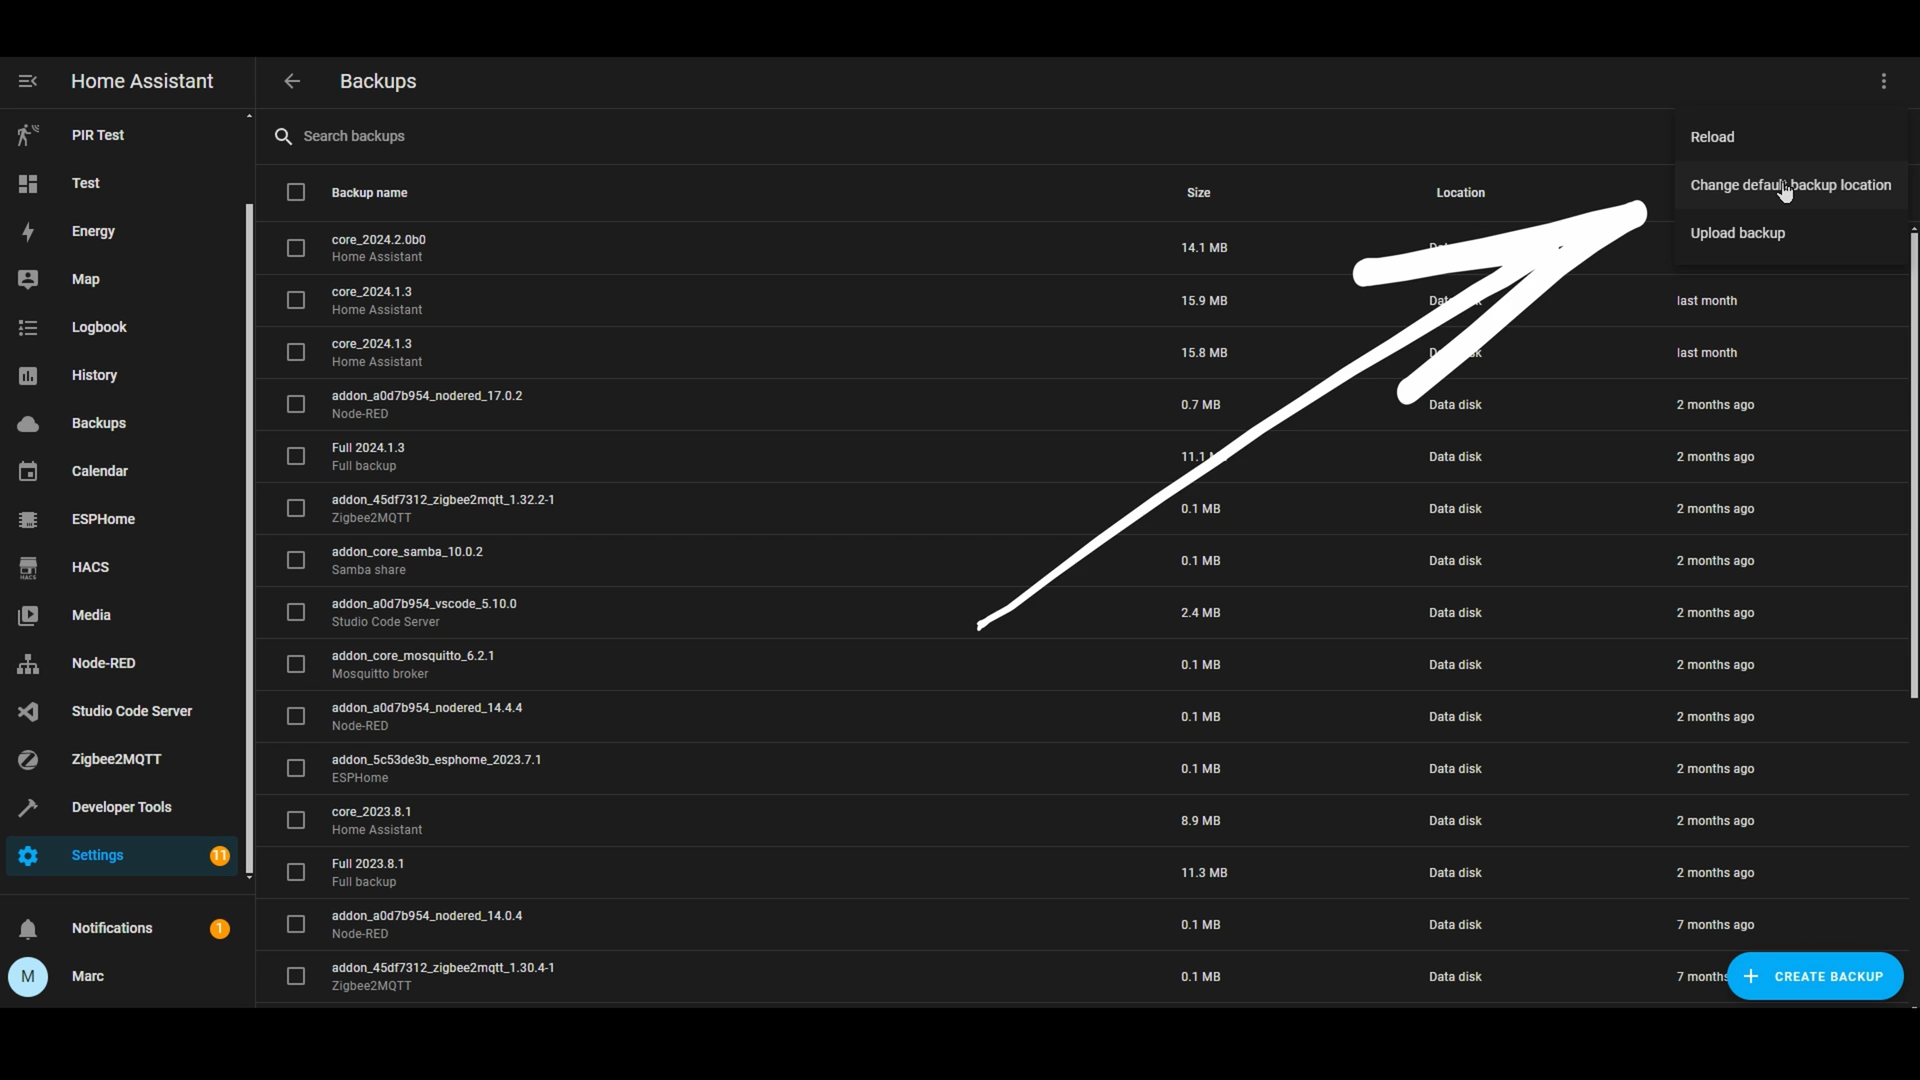 Home Assistant
Backups
PIR Test
Test
Energy
Map
Logbook
History
Backups
Calendar
ESPHome
HACS
HACS
Media
Node-RED
Studio Code Server
Zigbee2MQTT
Developer Tools
Settings 11
Notifications 1
M Marc
Search backups
Reload
Change default backup location
Upload backup
Backup name Size Location
core_2024.2.0b0 14.1 MB
Home Assistant
core_2024.1.3 15.9 MB last month
Home Assistant
core_2024.1.3 15.8 MB last month
Home Assistant
addon_a0d7b954_nodered_17.0.2 0.7 MB Data disk 2 months ago
Node-RED
Full 2024.1.3 11.1 Data disk 2 months ago
Full backup
addon_45df7312_zigbee2mqtt_1.32.2-1 0.1 MB Data disk 2 months ago
Zigbee2MQTT
addon_core_samba_10.0.2 0.1 MB Data disk 2 months ago
Samba share
addon_a0d7b954_vscode_5.10.0 2.4 MB Data disk 2 months ago
Studio Code Server
addon_core_mosquitto_6.2.1 0.1 MB Data disk 2 months ago
Mosquitto broker
addon_a0d7b954_nodered_14.4.4 0.1 MB Data disk 2 months ago
Node-RED
addon_5c53de3b_esphome_2023.7.1 0.1 MB Data disk 2 months ago
ESPHome
core_2023.8.1 8.9 MB Data disk 2 months ago
Home Assistant
Full 2023.8.1 11.3 MB Data disk 2 months ago
Full backup
addon_a0d7b954_nodered_14.0.4 0.1 MB Data disk 7 months ago
Node-RED
addon_45df7312_zigbee2mqtt_1.30.4-1 0.1 MB Data disk 7 months
Zigbee2MQTT
CREATE BACKUP